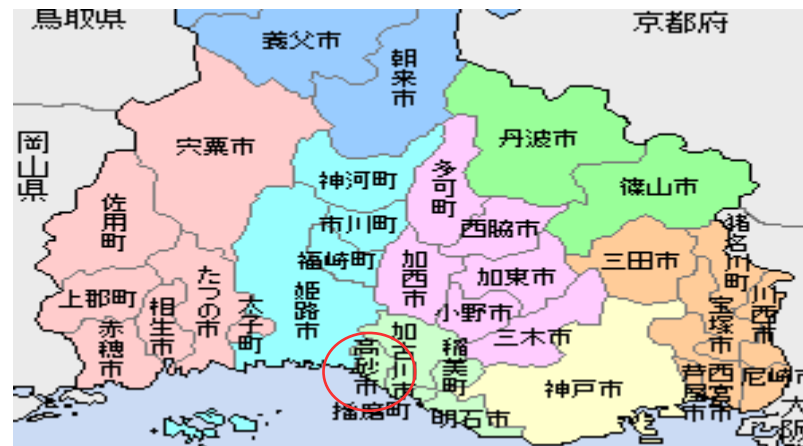 鳥取県
京都府
養父市
朝来市
岡山県
宍粟市
丹波市
神河町
多可町
篠山市
佐用町
市川町
西脇市
猪名川町
福崎町
加西市
加東市
三田市
たつの市
姫路市
上郡町
相生市
太子町
小野市
宝塚市
川西市
赤穂市
加古川市
三木市
高砂市
稲美町
神戸市
芦屋市
西宮市
尼崎市
播磨町
明石市
大阪